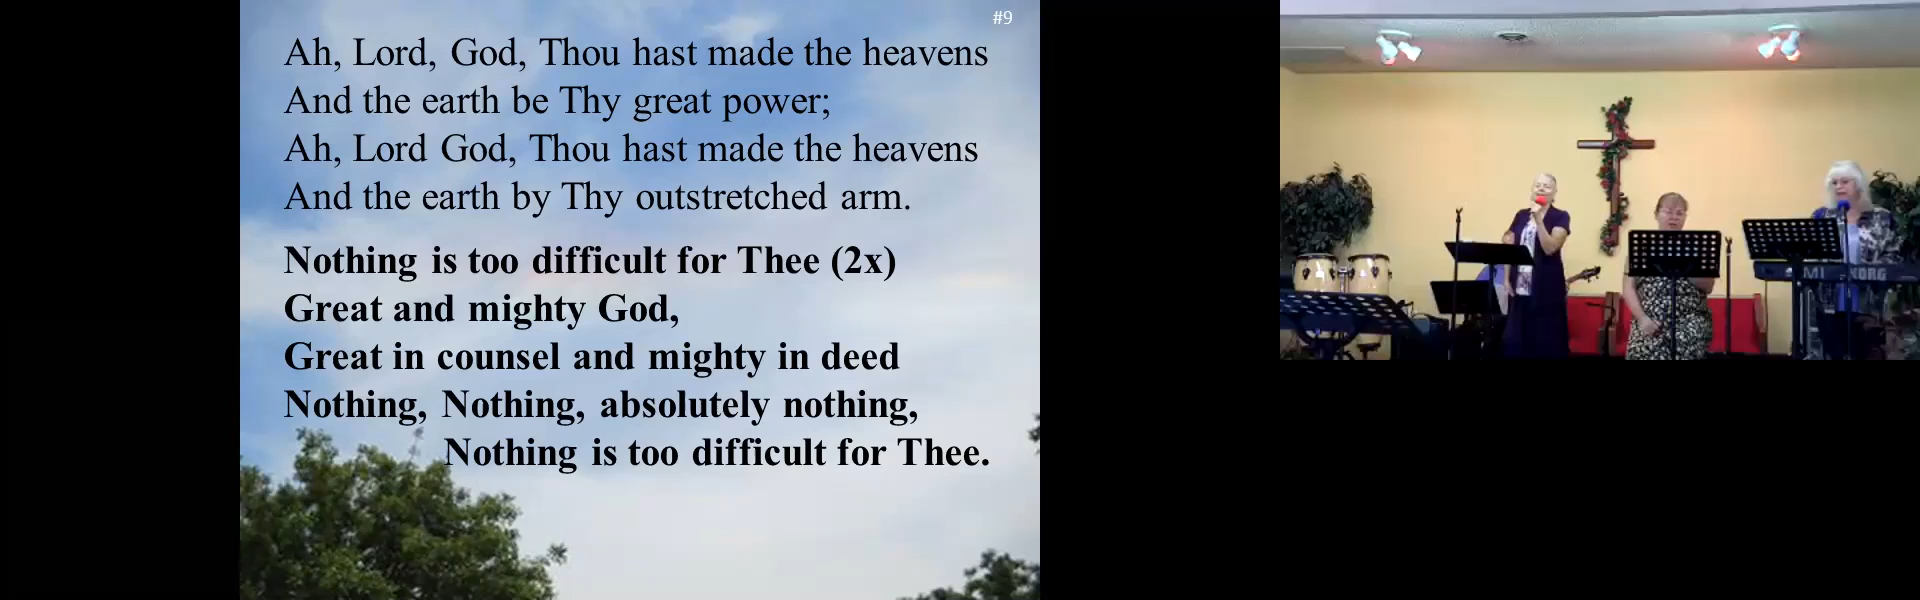 #9
Ah, Lord, God, Thou hast made the heavens
And the earth be Thy great power;
Ah, Lord God, Thou hast made the heavens
And the earth by Thy outstretched arm.
Nothing is too difficult for Thee (2x)
Great and mighty God,
Great in counsel and mighty in deed
Nothing, Nothing, absolutely nothing,
Nothing is too difficult for Thee.
KORG